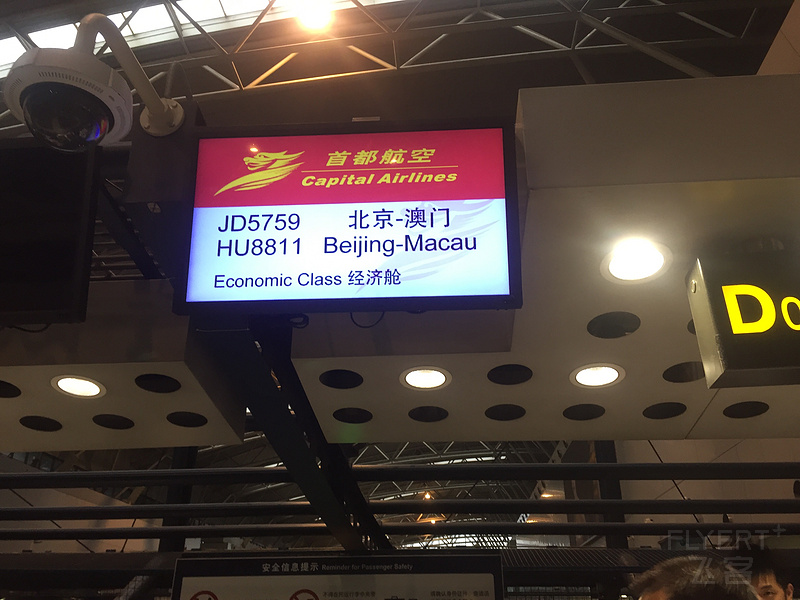 首都航空
Capital Airlines
JD5759 北京-澳门
HU8811 Beijing-Macau
Economic Class 经济舱
D
安全信息提示 Reminder for Passenger Safety
FLYERT+
飞客